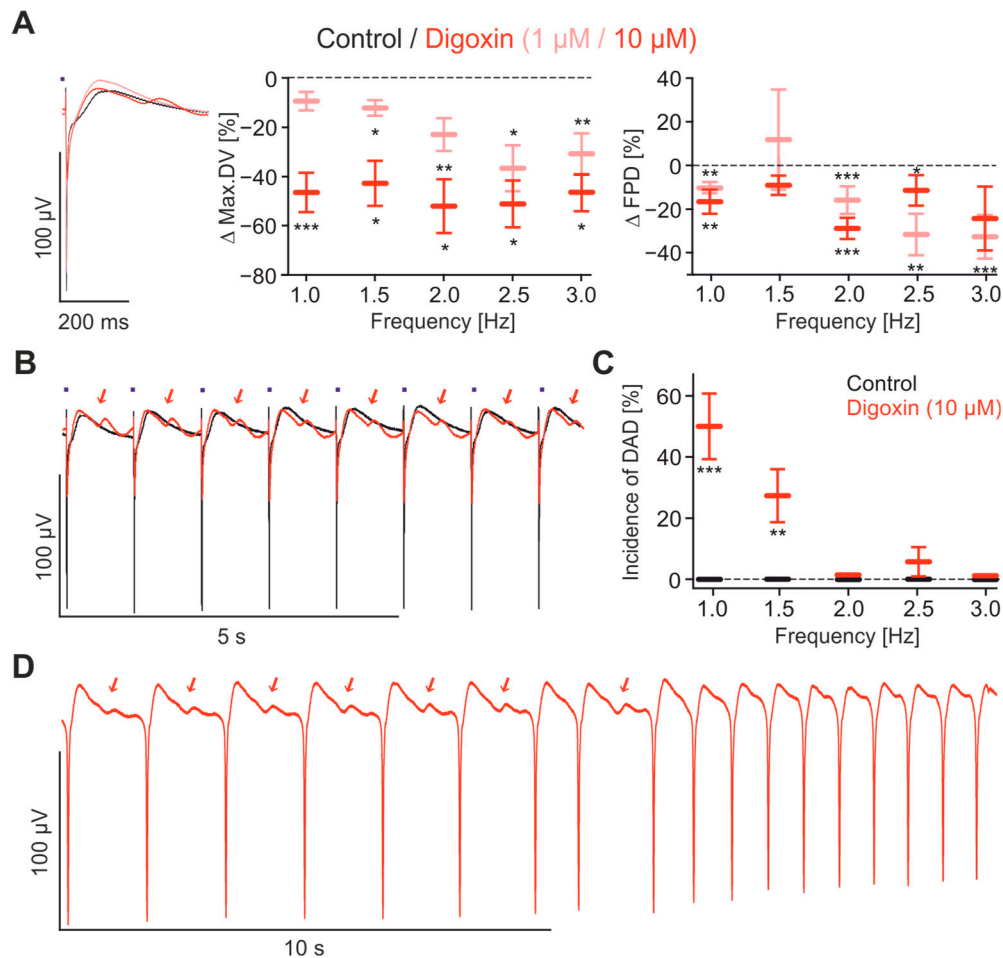 A
Control / Digoxin (1 µM / 10 µM)
100 µV
200 ms
Δ Max.DV [%]
0
−20
−40
−60
−80
*
**
*
**
***
*
*
*
*
1.0 1.5 2.0 2.5 3.0
Frequency [Hz]
Δ FPD [%]
40
20
0
−20
−40
**
***
*
**
***
**
***
1.0 1.5 2.0 2.5 3.0
Frequency [Hz]
B
100 µV
5 s
C
Control
Digoxin (10 µM)
Incidence of DAD [%]
60
40
20
0
***
**
1.0 1.5 2.0 2.5 3.0
Frequency [Hz]
D
100 µV
10 s